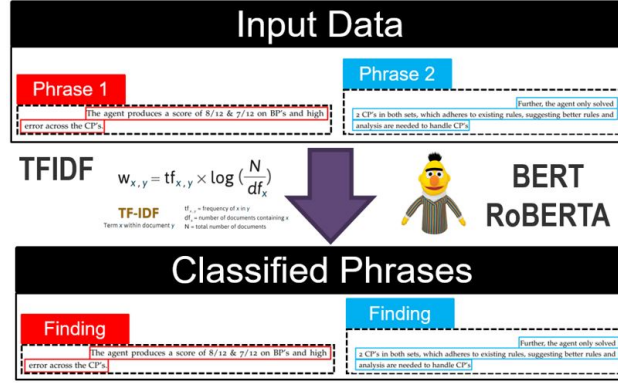 Input Data
Phrase 1
The agent produces a score of 8/12 & 7/12 on BP's and high
error across the CP's.
Phrase 2
Further, the agent only solved
2 CP's in both sets, which adheres to existing rules, suggesting better rules and
analysis are needed to handle CP's
TFIDF
w x, y = tf x, y × log ( N / df x )
TF-IDF
Term x within document y
tf x, y = frequency of x in y
df x = number of documents containing x
N = total number of documents
BERT
RoBERTA
Classified Phrases
Finding
The agent produces a score of 8/12 & 7/12 on BP's and high
error across the CP's.
Finding
Further, the agent only solved
2 CP's in both sets, which adheres to existing rules, suggesting better rules and
analysis are needed to handle CP's